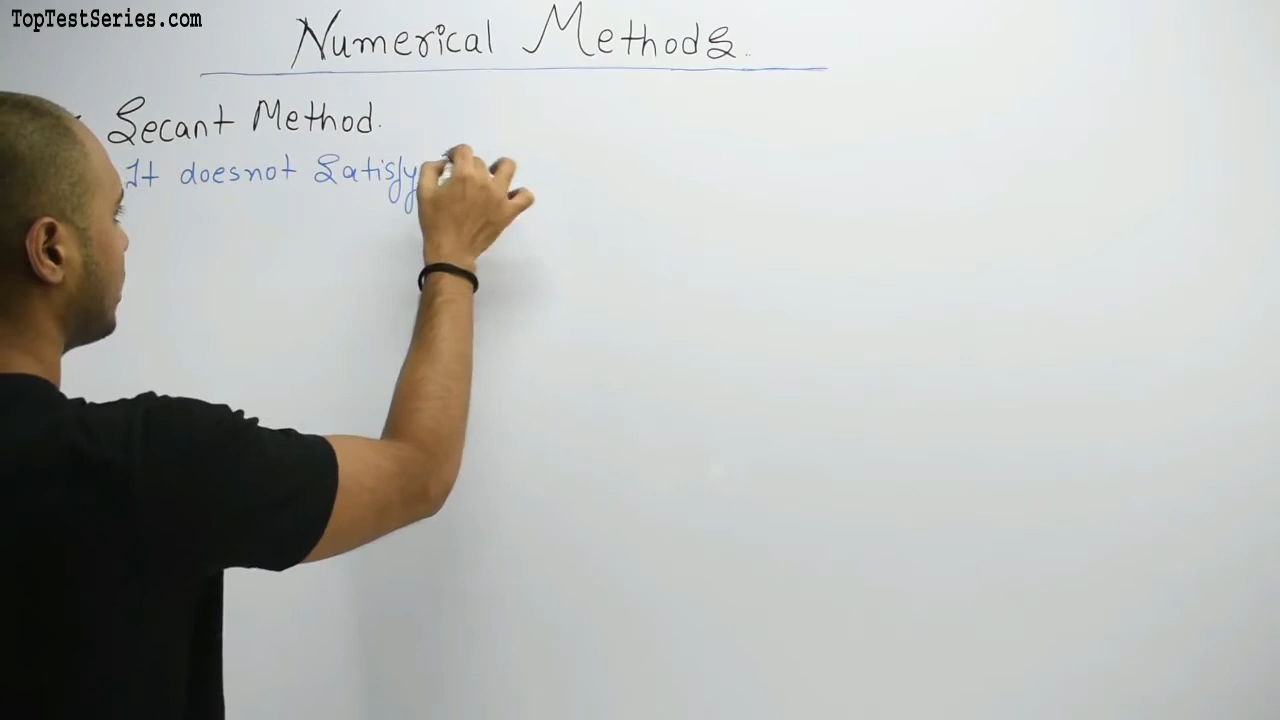 TopTestSeries.com
Numerical Methods.
Secant Method.
It doesnot Satisfy